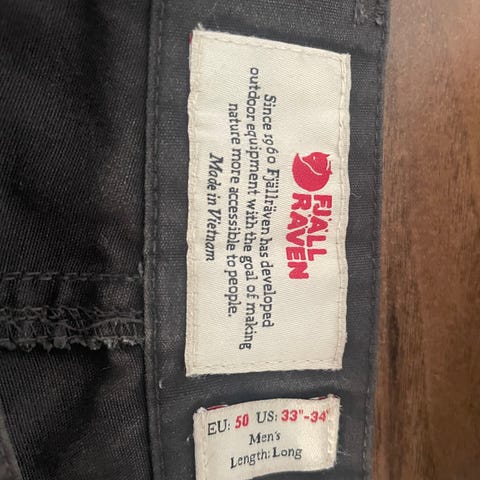 FJÄLL
RÄVEN
Since 1960 Fjällräven has developed
outdoor equipment with the goal of making
nature more accessible to people.
Made in Vietnam
EU: 50 US: 33"-34"
Men's
Length: Long